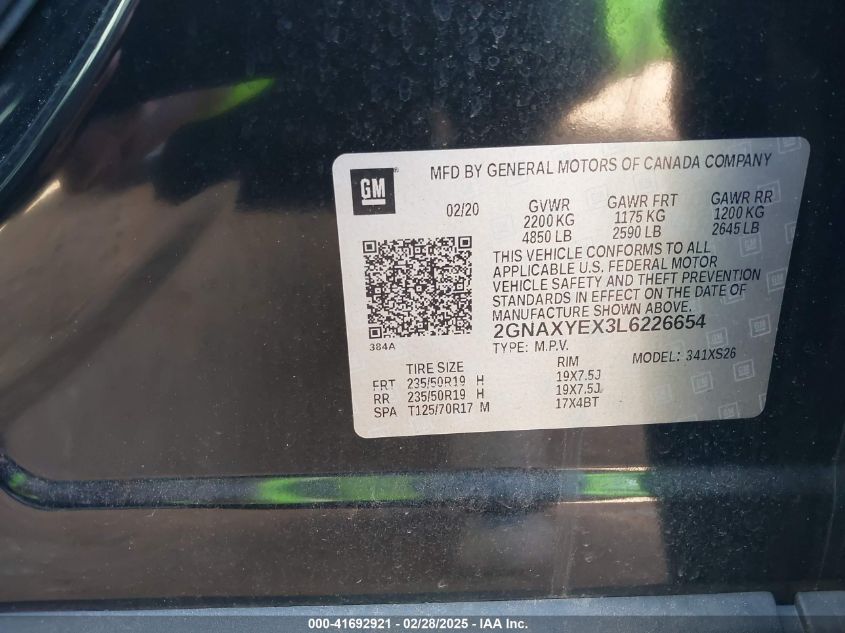 GM
MFD BY GENERAL MOTORS OF CANADA COMPANY
02/20 GVWR GAWR FRT GAWR RR
2200 KG 1175 KG 1200 KG
4850 LB 2590 LB 2645 LB
THIS VEHICLE CONFORMS TO ALL
APPLICABLE U.S. FEDERAL MOTOR
VEHICLE SAFETY AND THEFT PREVENTION
STANDARDS IN EFFECT ON THE DATE OF
MANUFACTURE SHOWN ABOVE.
2GNAXYEX3L6226654
384A
TYPE: M.P.V. MODEL: 341XS26
TIRE SIZE RIM
FRT 235/50R19 H 19X7.5J
RR 235/50R19 H 19X7.5J
SPA T125/70R17 M 17X4BT
000-41692921 - 02/28/2025 - IAA Inc.